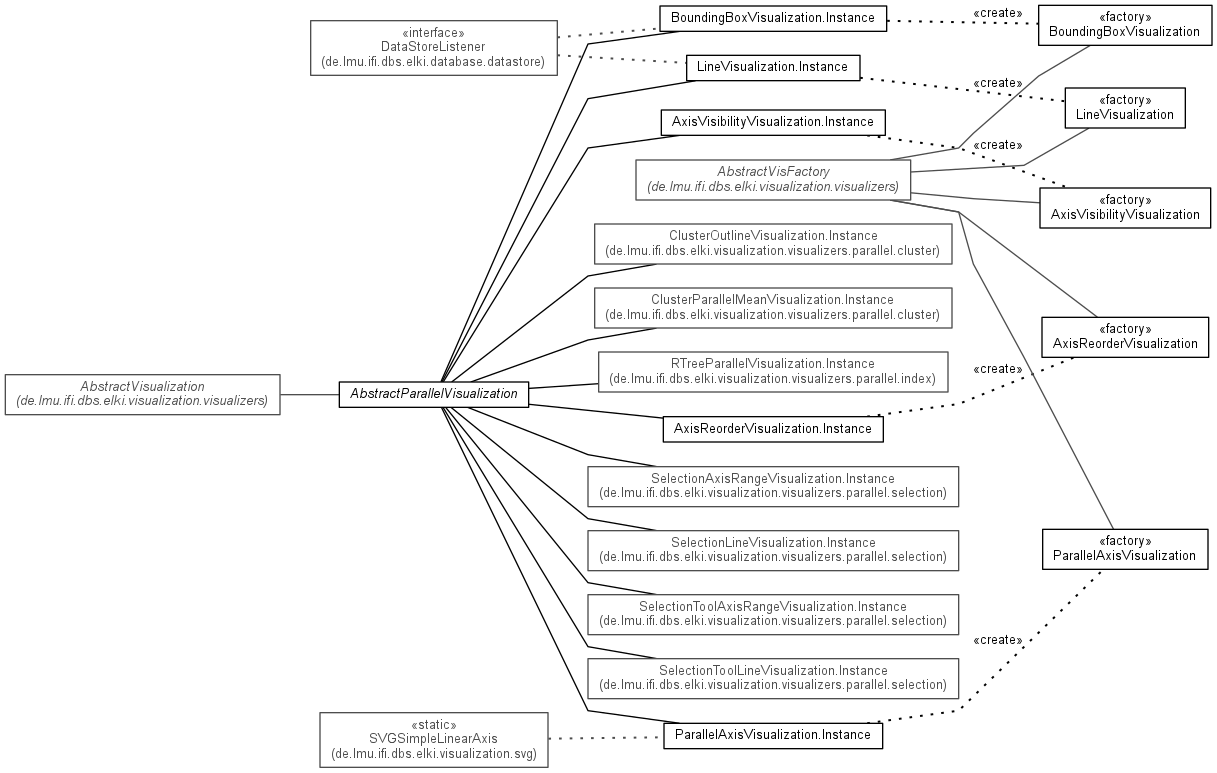 BoundingBoxVisualization.Instance
«create»
«factory»
BoundingBoxVisualization
«interface»
DataStoreListener
(de.lmu.ifi.dbs.elki.database.datastore)
LineVisualization.Instance
«create»
«factory»
LineVisualization
AxisVisibilityVisualization.Instance
«create»
AbstractVisFactory
(de.lmu.ifi.dbs.elki.visualization.visualizers)
«factory»
AxisVisibilityVisualization
ClusterOutlineVisualization.Instance
(de.lmu.ifi.dbs.elki.visualization.visualizers.parallel.cluster)
ClusterParallelMeanVisualization.Instance
(de.lmu.ifi.dbs.elki.visualization.visualizers.parallel.cluster)
«factory»
AxisReorderVisualization
RTreeParallelVisualization.Instance
(de.lmu.ifi.dbs.elki.visualization.visualizers.parallel.index)
«create»
AbstractVisualization
(de.lmu.ifi.dbs.elki.visualization.visualizers)
AbstractParallelVisualization
AxisReorderVisualization.Instance
SelectionAxisRangeVisualization.Instance
(de.lmu.ifi.dbs.elki.visualization.visualizers.parallel.selection)
SelectionLineVisualization.Instance
(de.lmu.ifi.dbs.elki.visualization.visualizers.parallel.selection)
«factory»
ParallelAxisVisualization
SelectionToolAxisRangeVisualization.Instance
(de.lmu.ifi.dbs.elki.visualization.visualizers.parallel.selection)
«create»
SelectionToolLineVisualization.Instance
(de.lmu.ifi.dbs.elki.visualization.visualizers.parallel.selection)
«static»
SVGSimpleLinearAxis
(de.lmu.ifi.dbs.elki.visualization.svg)
ParallelAxisVisualization.Instance